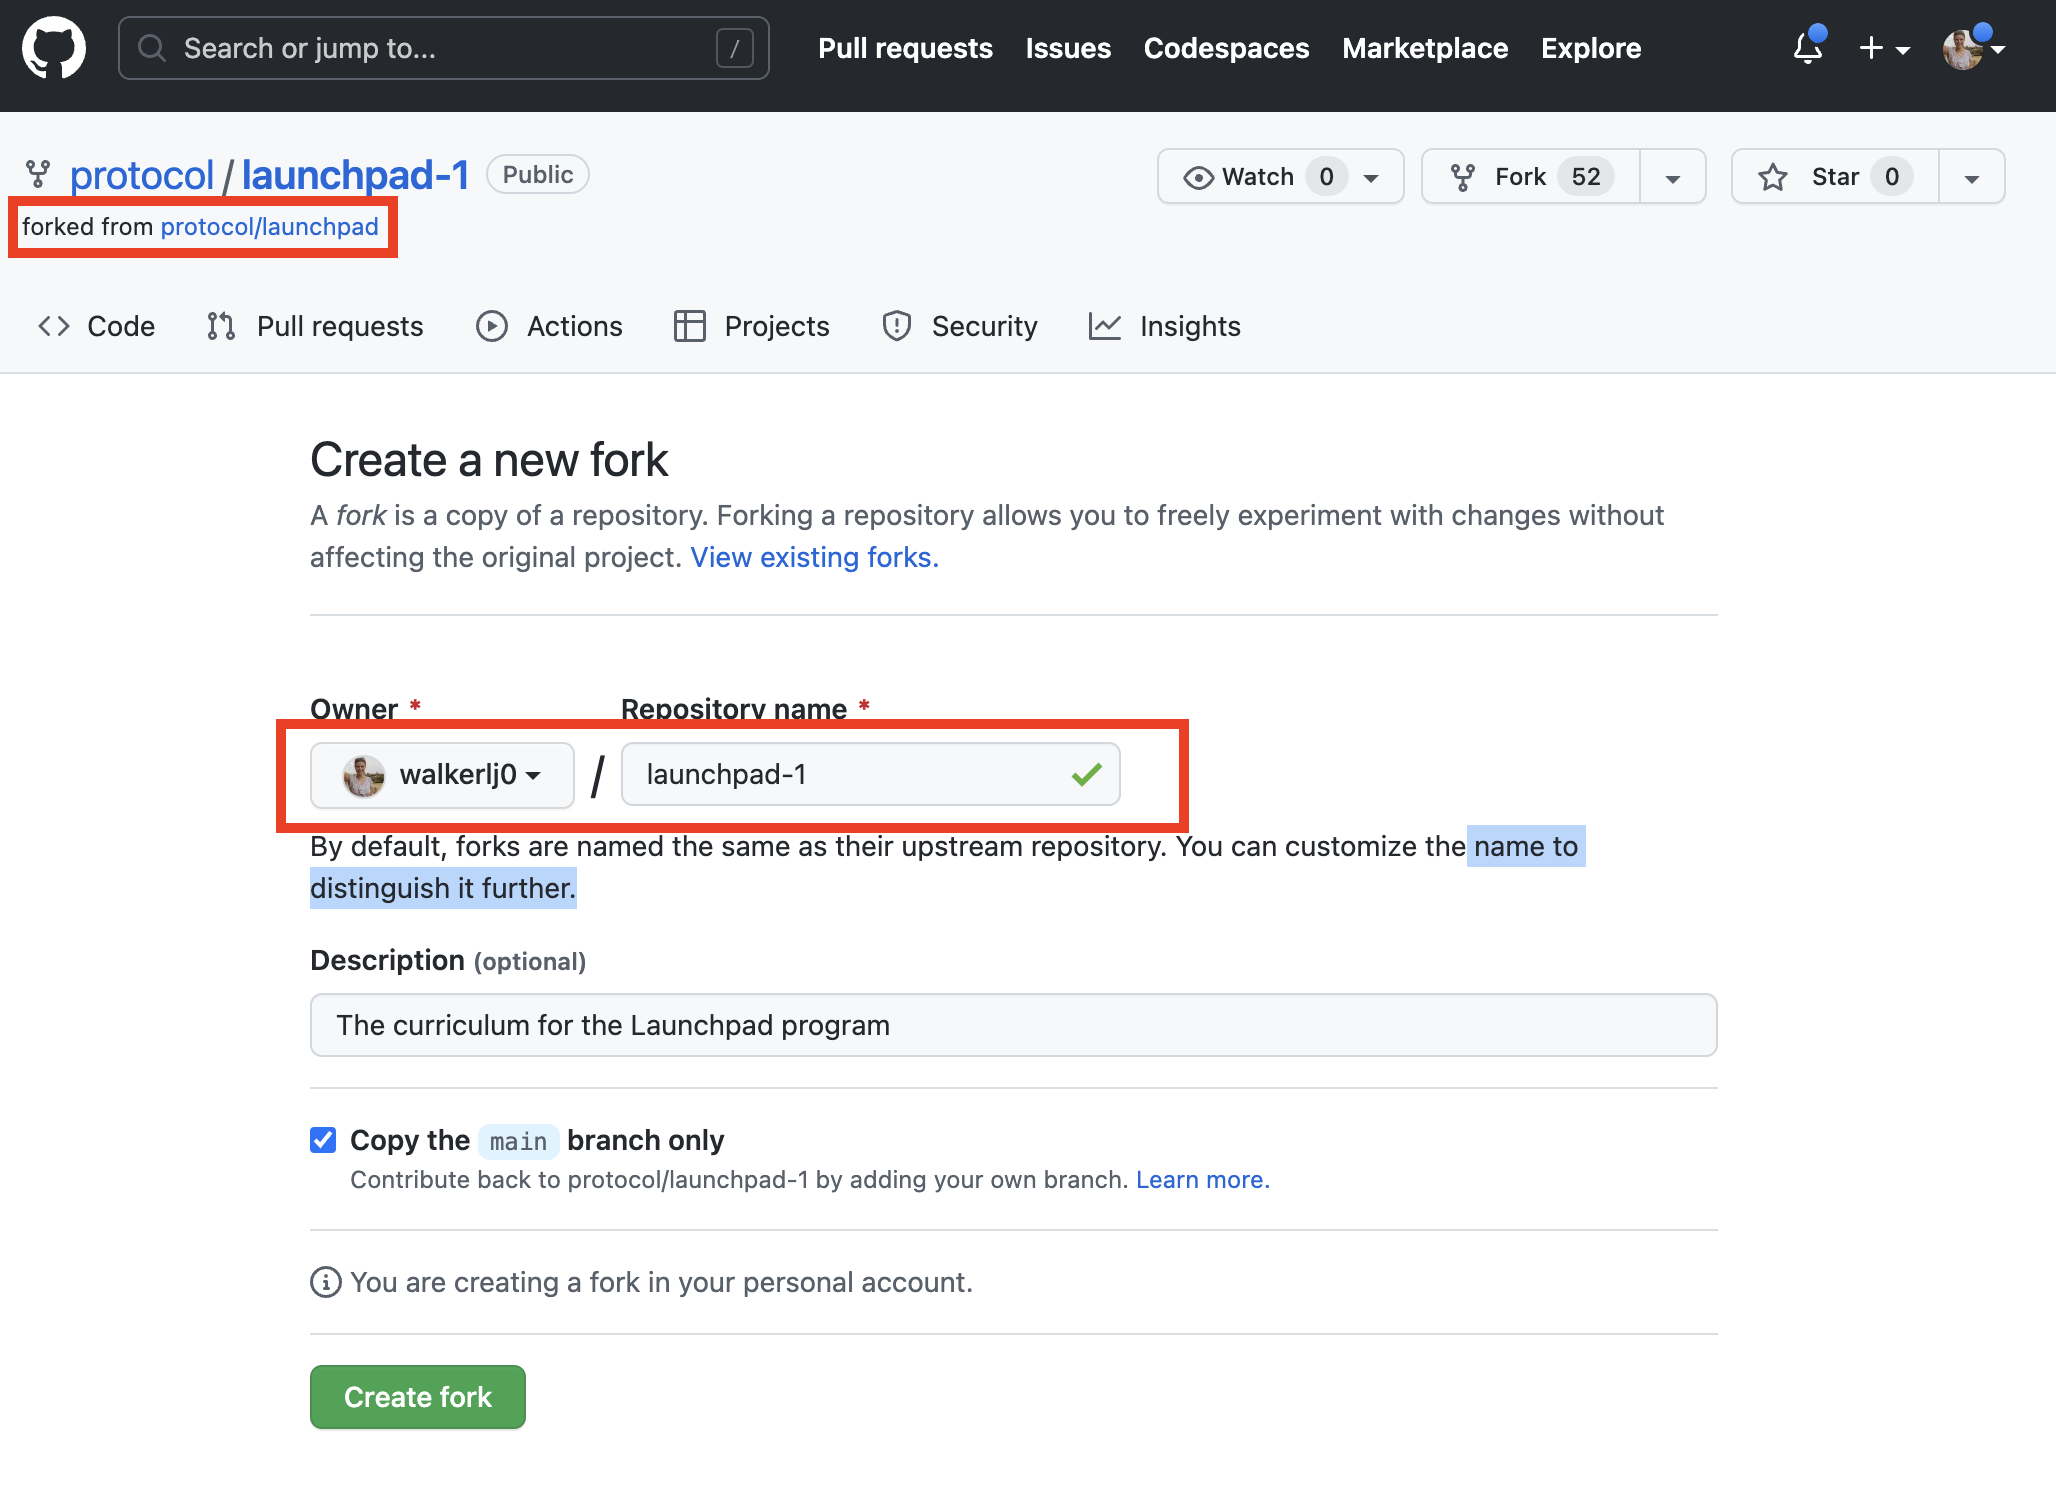 Search or jump to... / Pull requests Issues Codespaces Marketplace Explore
protocol / launchpad-1 Public Watch 0 Fork 52 Star 0
forked from protocol/launchpad
Code Pull requests Actions Projects Security Insights
Create a new fork
A fork is a copy of a repository. Forking a repository allows you to freely experiment with changes without
affecting the original project. View existing forks.
Owner * Repository name *
walkerlj0 / launchpad-1
By default, forks are named the same as their upstream repository. You can customize the name to
distinguish it further.
Description (optional)
The curriculum for the Launchpad program
Copy the main branch only
Contribute back to protocol/launchpad-1 by adding your own branch. Learn more.
You are creating a fork in your personal account.
Create fork